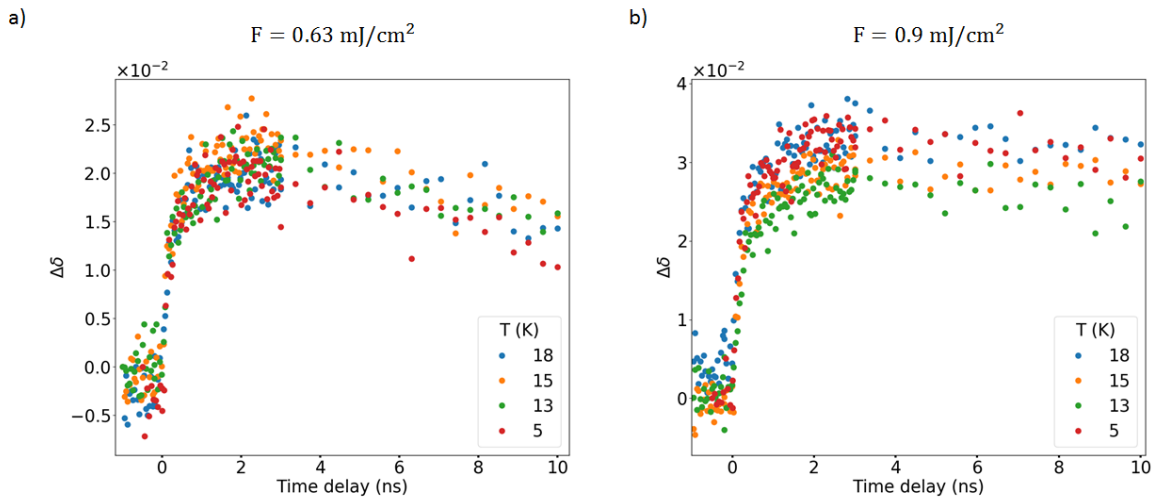 a)
F = 0.63 mJ/cm²
×10⁻²
2.5
2.0
1.5
1.0
0.5
0.0
−0.5
Δδ
0 2 4 6 8 10
Time delay (ns)
T (K)
18
15
13
5
b)
F = 0.9 mJ/cm²
×10⁻²
4
3
2
1
0
Δδ
0 2 4 6 8 10
Time delay (ns)
T (K)
18
15
13
5